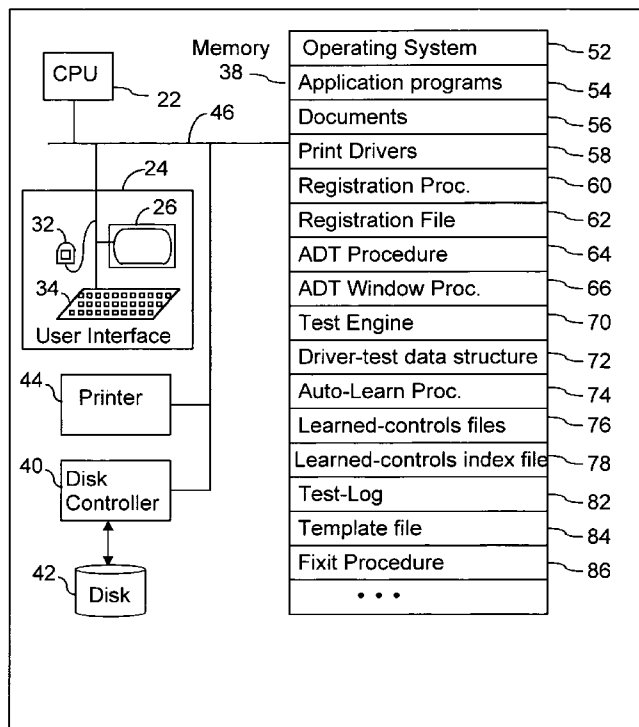 CPU
22
46
24
26
32
34
User Interface
44
Printer
40
Disk
Controller
42
Disk
Memory
38
Operating System 52
Application programs 54
Documents 56
Print Drivers 58
Registration Proc. 60
Registration File 62
ADT Procedure 64
ADT Window Proc. 66
Test Engine 70
Driver-test data structure 72
Auto-Learn Proc. 74
Learned-controls files 76
Learned-controls index file 78
Test-Log 82
Template file 84
Fixit Procedure 86
• • •